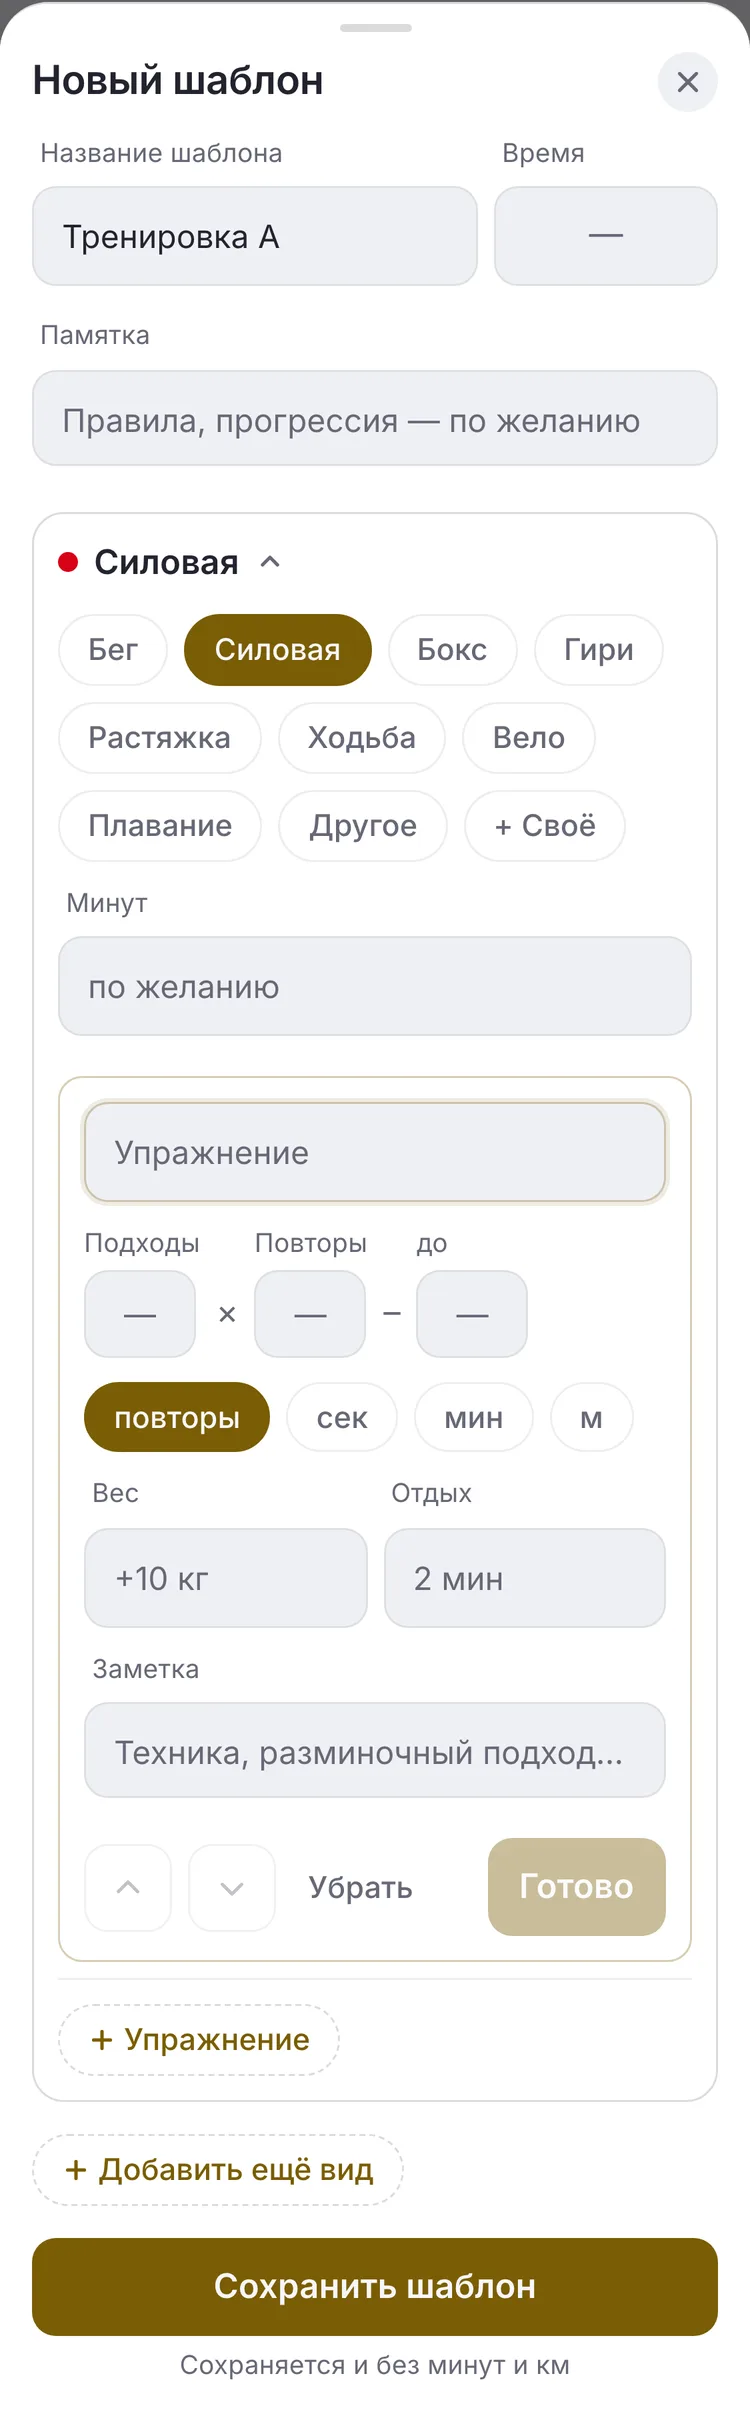 Новый шаблон
Название шаблона Время
Тренировка А —
Памятка
Правила, прогрессия — по желанию
Силовая
Бег Силовая Бокс Гири
Растяжка Ходьба Вело
Плавание Другое + Своё
Минут
по желанию
Упражнение
Подходы Повторы до
— × — – —
повторы сек мин м
Вес Отдых
+10 кг 2 мин
Заметка
Техника, разминочный подход...
Убрать Готово
+ Упражнение
+ Добавить ещё вид
Сохранить шаблон
Сохраняется и без минут и км